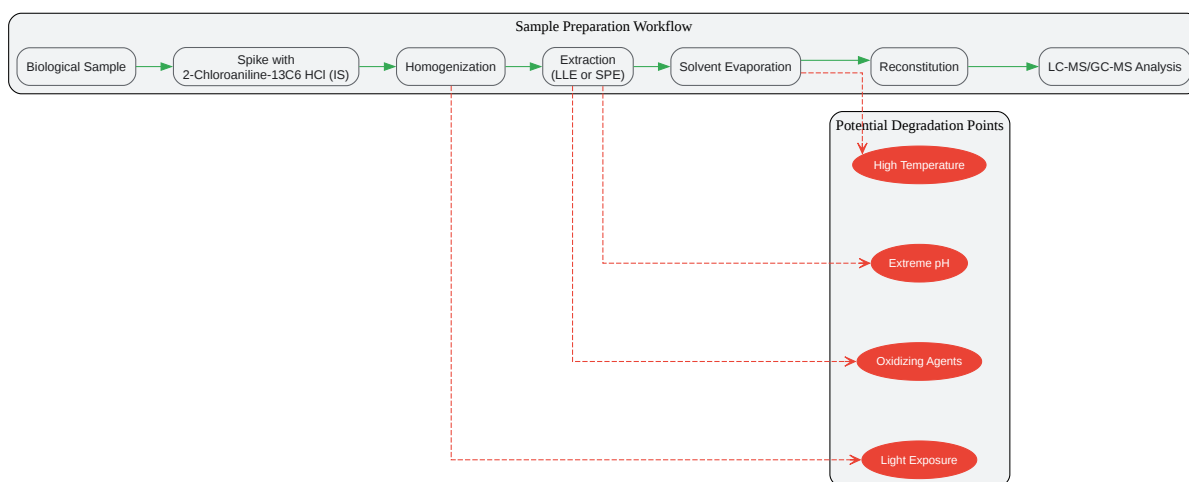 Sample Preparation Workflow
Biological Sample
Spike with
2-Chloroaniline-13C6 HCl (IS)
Homogenization
Extraction
(LLE or SPE)
Solvent Evaporation
Reconstitution
LC-MS/GC-MS Analysis
Potential Degradation Points
High Temperature
Extreme pH
Oxidizing Agents
Light Exposure